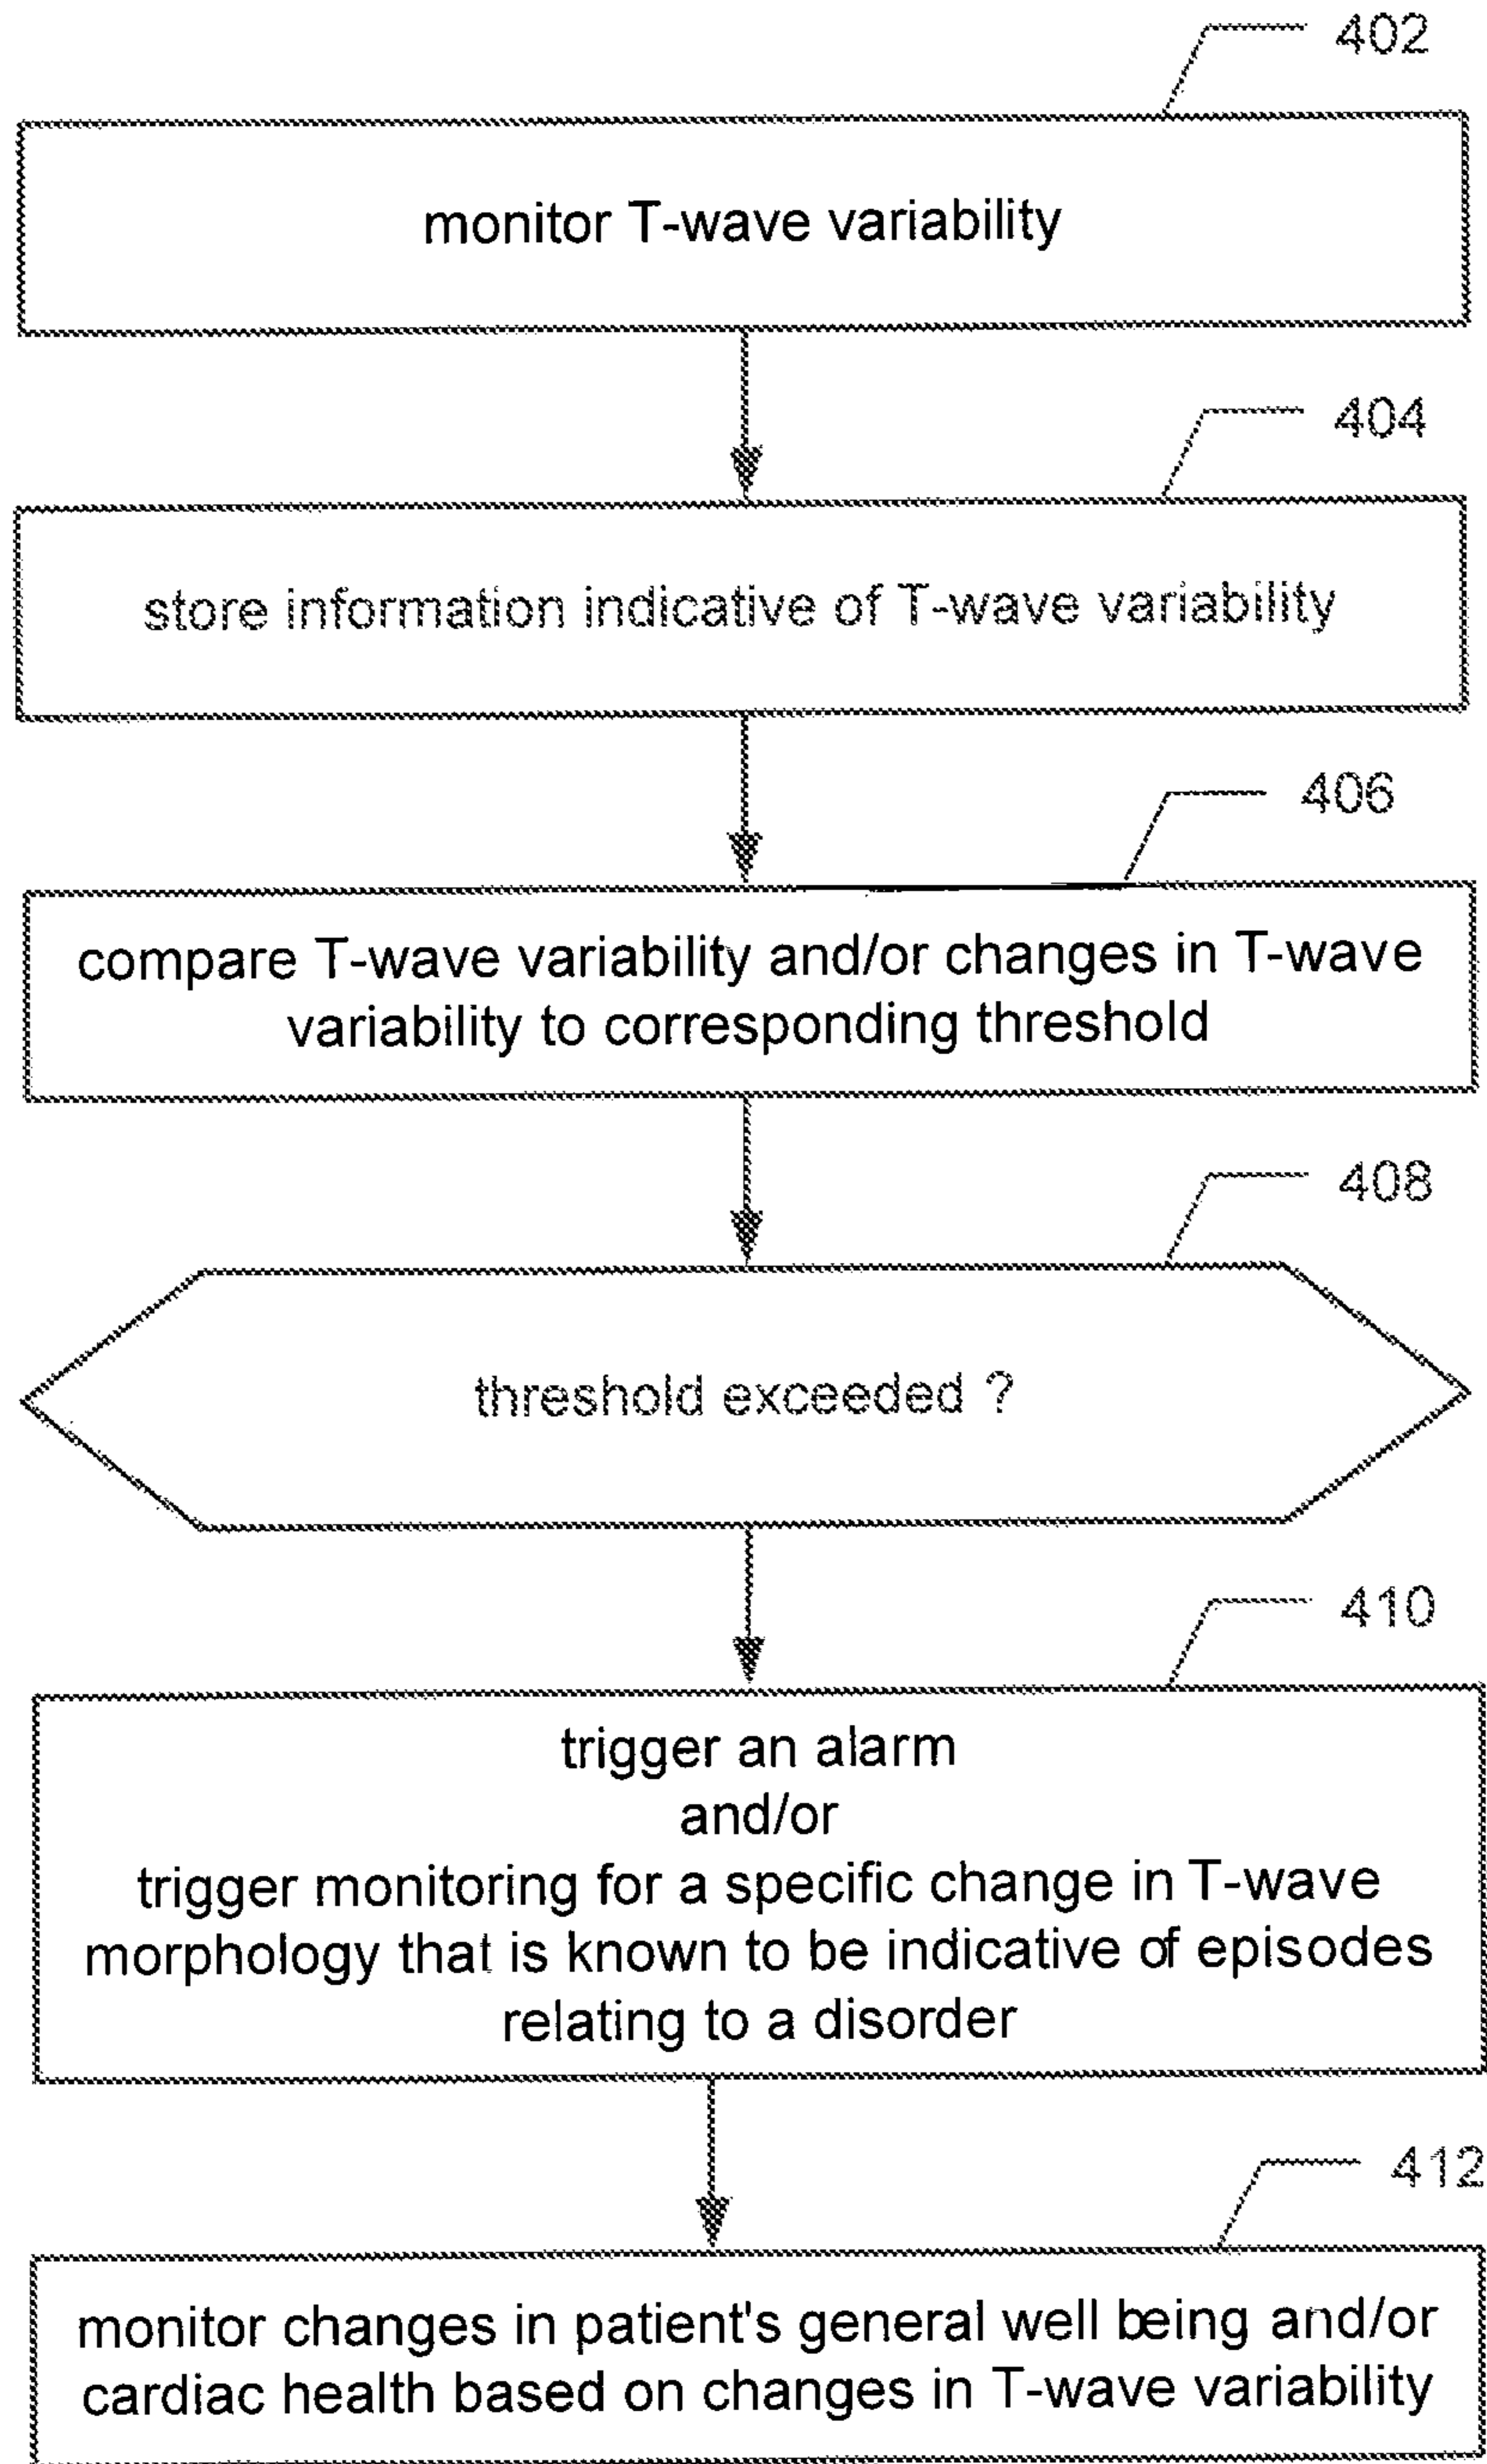 402
monitor T-wave variability
404
store information indicative of T-wave variability
406
compare T-wave variability and/or changes in T-wave
variability to corresponding threshold
408
threshold exceeded ?
410
trigger an alarm
and/or
trigger monitoring for a specific change in T-wave
morphology that is known to be indicative of episodes
relating to a disorder
412
monitor changes in patient's general well being and/or
cardiac health based on changes in T-wave variability